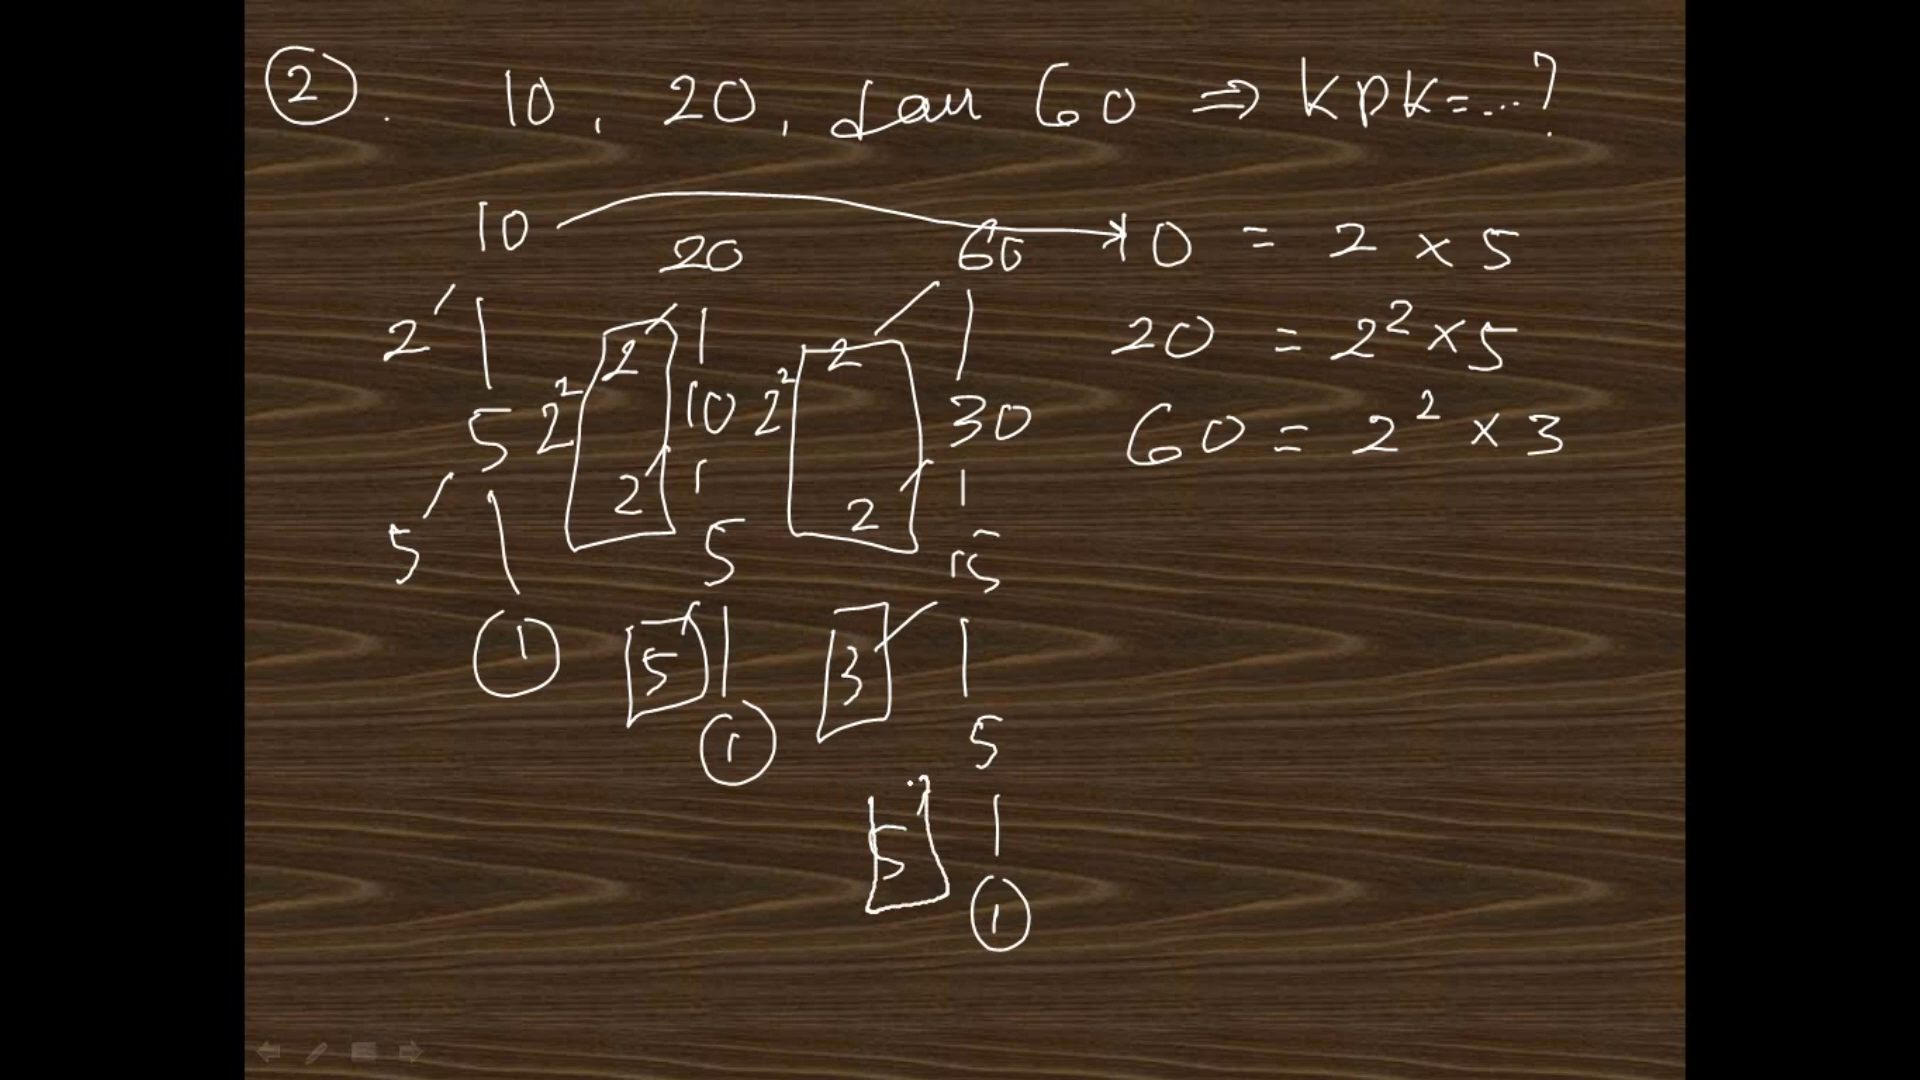 2. 10, 20, dan 60 ⇒ KPK=...?
10 20 60 10 = 2 × 5
2 2 2 20 = 2² × 5
5 2² 10 2² 30 60 = 2² × 3
2 2
5 5 15
1 5 3
1 5
5
1